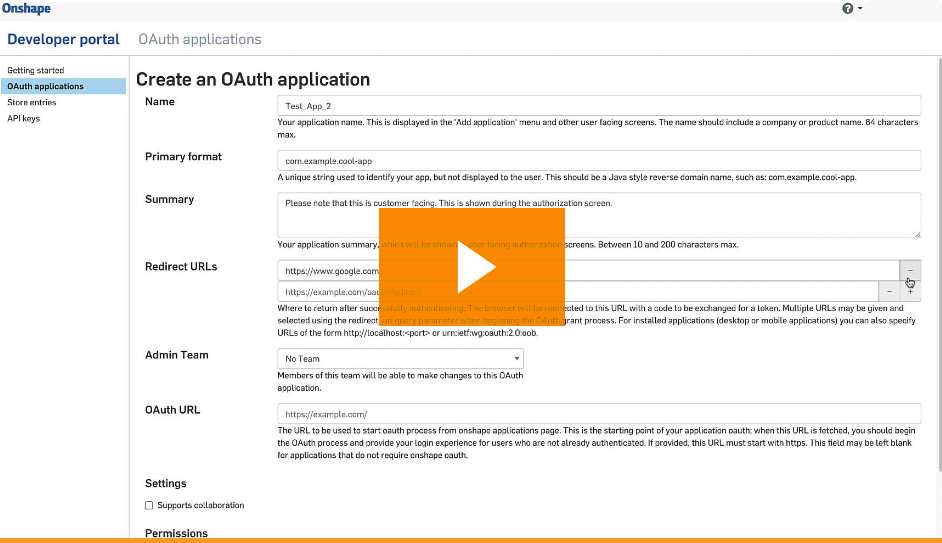 Onshape
Developer portal OAuth applications
Getting started
OAuth applications
Store entries
API keys
Create an OAuth application
Name
Test_App_2
Your application name. This is displayed in the 'Add application' menu and other user facing screens. The name should include a company or product name. 64 characters
max.
Primary format
com.example.cool-app
A unique string used to identify your app, but not displayed to the user. This should be a Java style reverse domain name, such as: com.example.cool-app.
Summary
Please note that this is customer facing. This is shown during the authorization screen.
Your application summary, which will be shown in user facing authorization screens. Between 10 and 200 characters max.
Redirect URLs
https://www.google.com
https://example.com/oauthRedirect
Where to return after successfully authenticating. The browser will be redirected to this URL with a code to be exchanged for a token. Multiple URLs may be given and
selected using the redirect_uri query parameter when beginning the OAuth grant process. For installed applications (desktop or mobile applications) you can also specify
URLs of the form http://localhost:<port> or urn:ietf:wg:oauth:2.0:oob.
Admin Team
No Team
Members of this team will be able to make changes to this OAuth
application.
OAuth URL
https://example.com/
The URL to be used to start oauth process from onshape applications page. This is the starting point of your application oauth: when this URL is fetched, you should begin
the OAuth process and provide your login experience for users who are not already authenticated. If provided, this URL must start with https. This field may be left blank
for applications that do not require onshape oauth.
Settings
Supports collaboration
Permissions